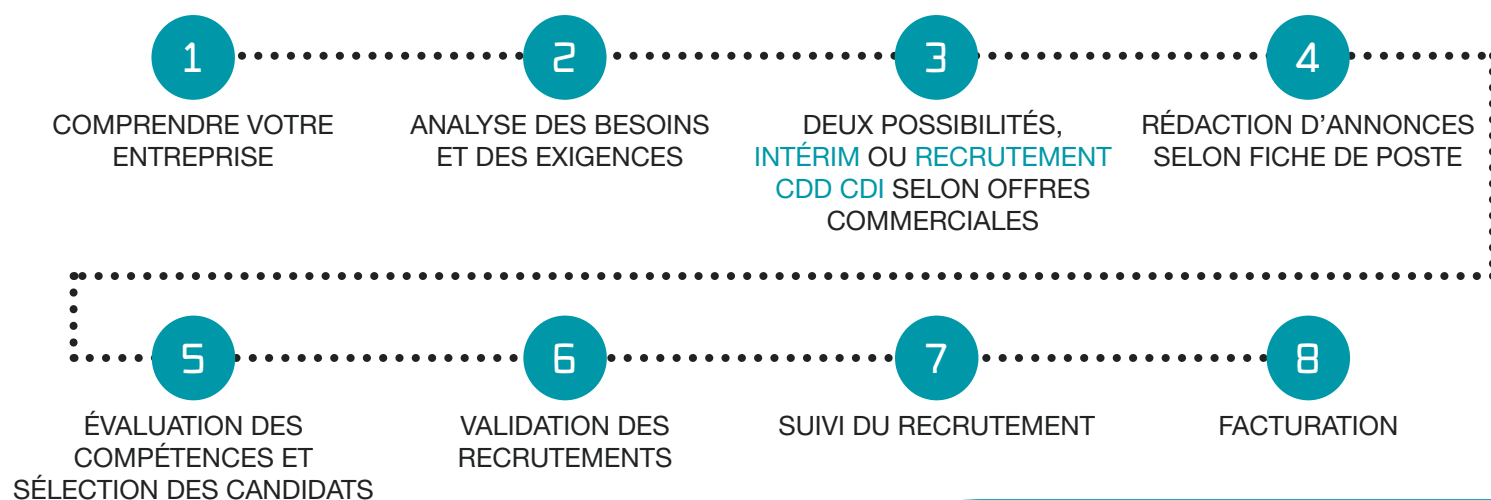 1
COMPRENDRE VOTRE
ENTREPRISE
2
ANALYSE DES BESOINS
ET DES EXIGENCES
3
DEUX POSSIBILITÉS,
INTÉRIM OU RECRUTEMENT
CDD CDI SELON OFFRES
COMMERCIALES
4
RÉDACTION D’ANNONCES
SELON FICHE DE POSTE
5
ÉVALUATION DES
COMPÉTENCES ET
SÉLECTION DES CANDIDATS
6
VALIDATION DES
RECRUTEMENTS
7
SUIVI DU RECRUTEMENT
8
FACTURATION